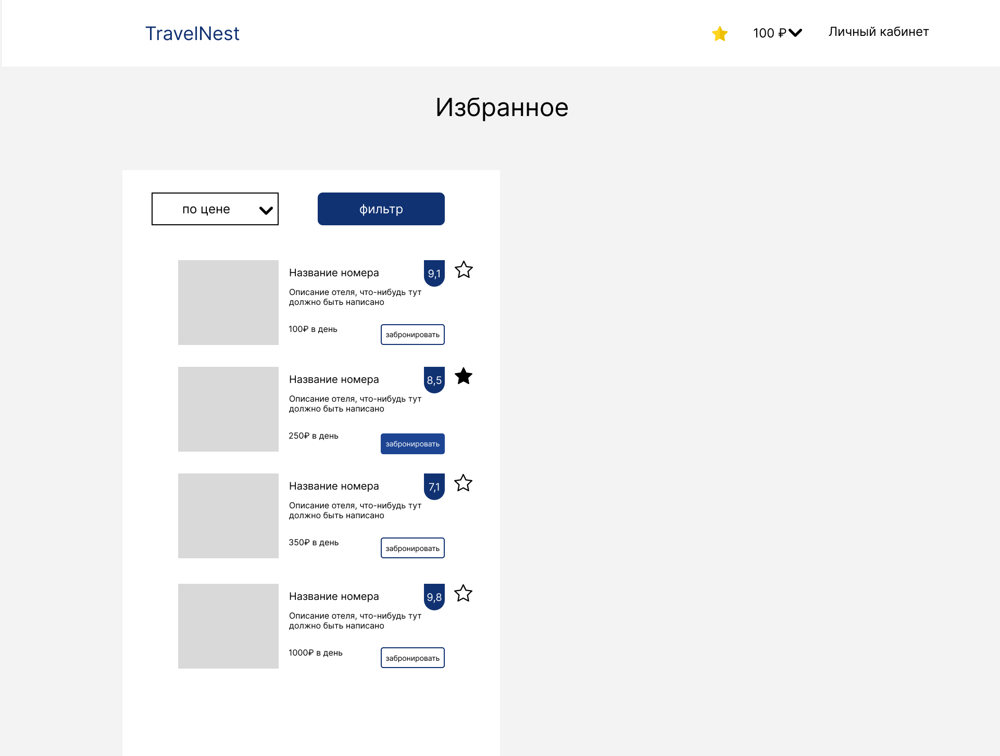 TravelNest
100 ₽
Личный кабинет
Избранное
по цене
фильтр
Название номера
9,1
Описание отеля, что-нибудь тут
должно быть написано
100₽ в день
забронировать
Название номера
8,5
Описание отеля, что-нибудь тут
должно быть написано
250₽ в день
забронировать
Название номера
7,1
Описание отеля, что-нибудь тут
должно быть написано
350₽ в день
забронировать
Название номера
9,8
Описание отеля, что-нибудь тут
должно быть написано
1000₽ в день
забронировать